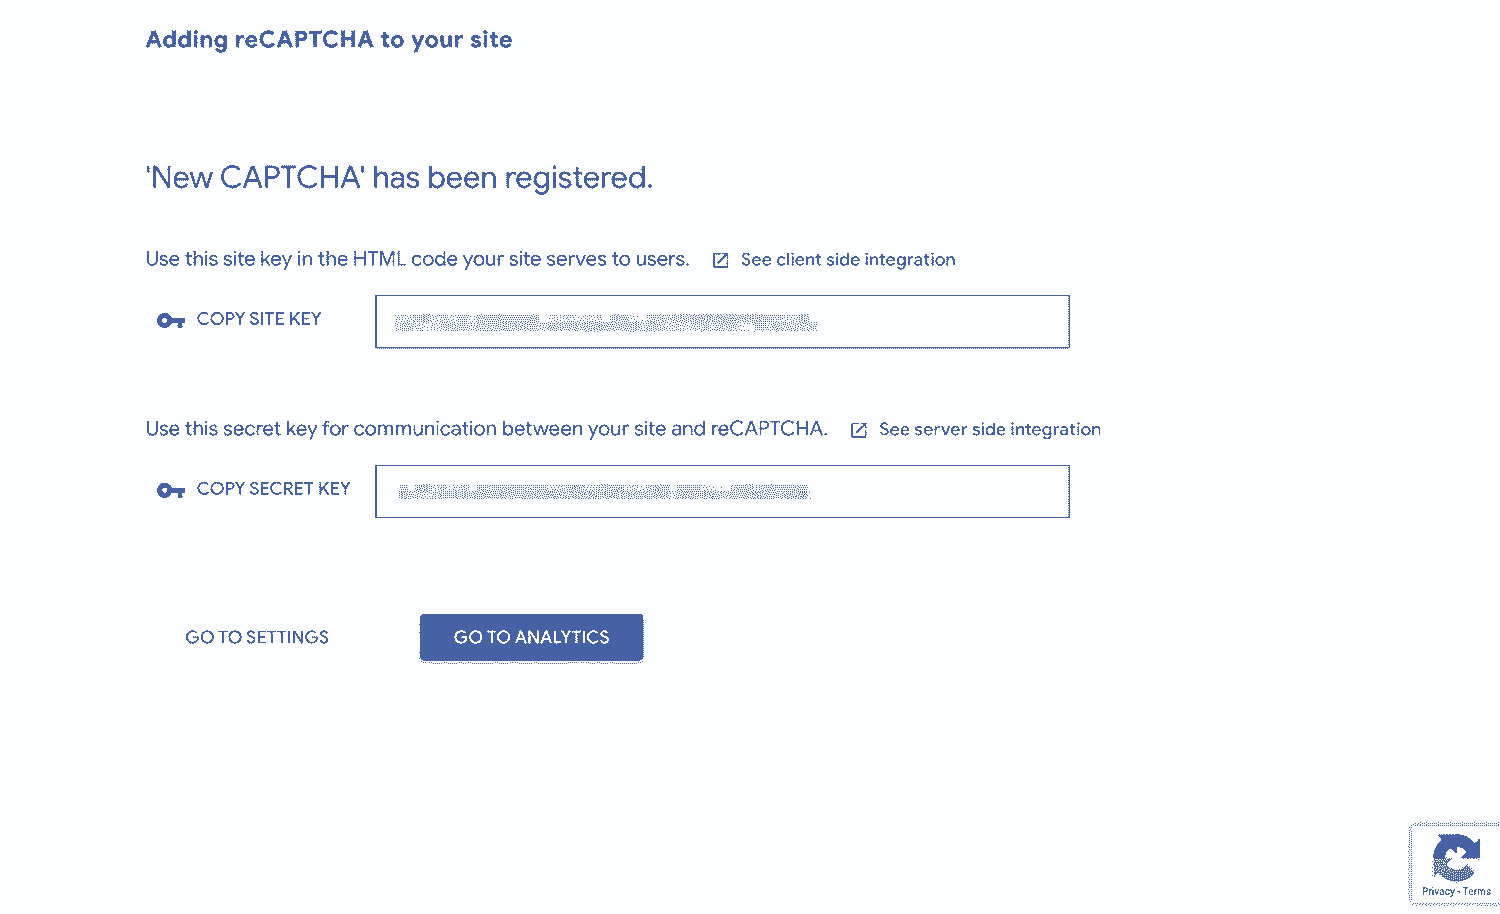 Adding reCAPTCHA to your site
'New CAPTCHA' has been registered.
Use this site key in the HTML code your site serves to users. See client side integration
COPY SITE KEY
Use this secret key for communication between your site and reCAPTCHA. See server side integration
COPY SECRET KEY
GO TO SETTINGS GO TO ANALYTICS
Privacy - Terms